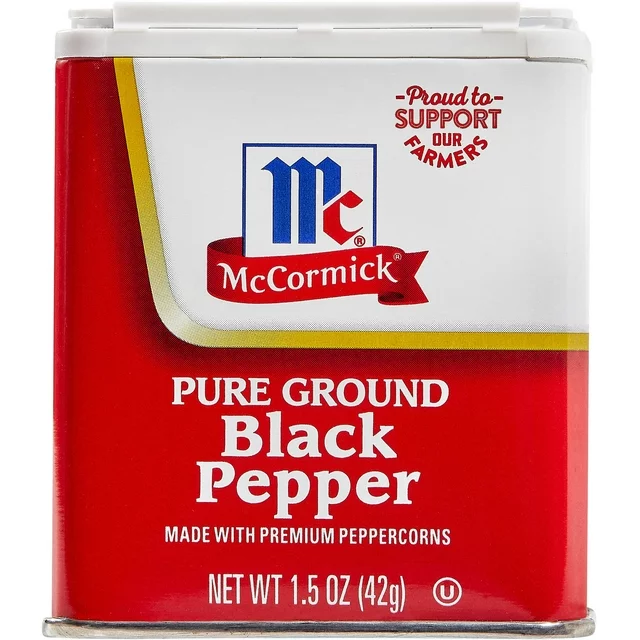 -Proud to-
SUPPORT
OUR
FARMERS
Mc®
McCormick®
PURE GROUND
Black
Pepper
MADE WITH PREMIUM PEPPERCORNS
NET WT 1.5 OZ (42g) Ⓤ